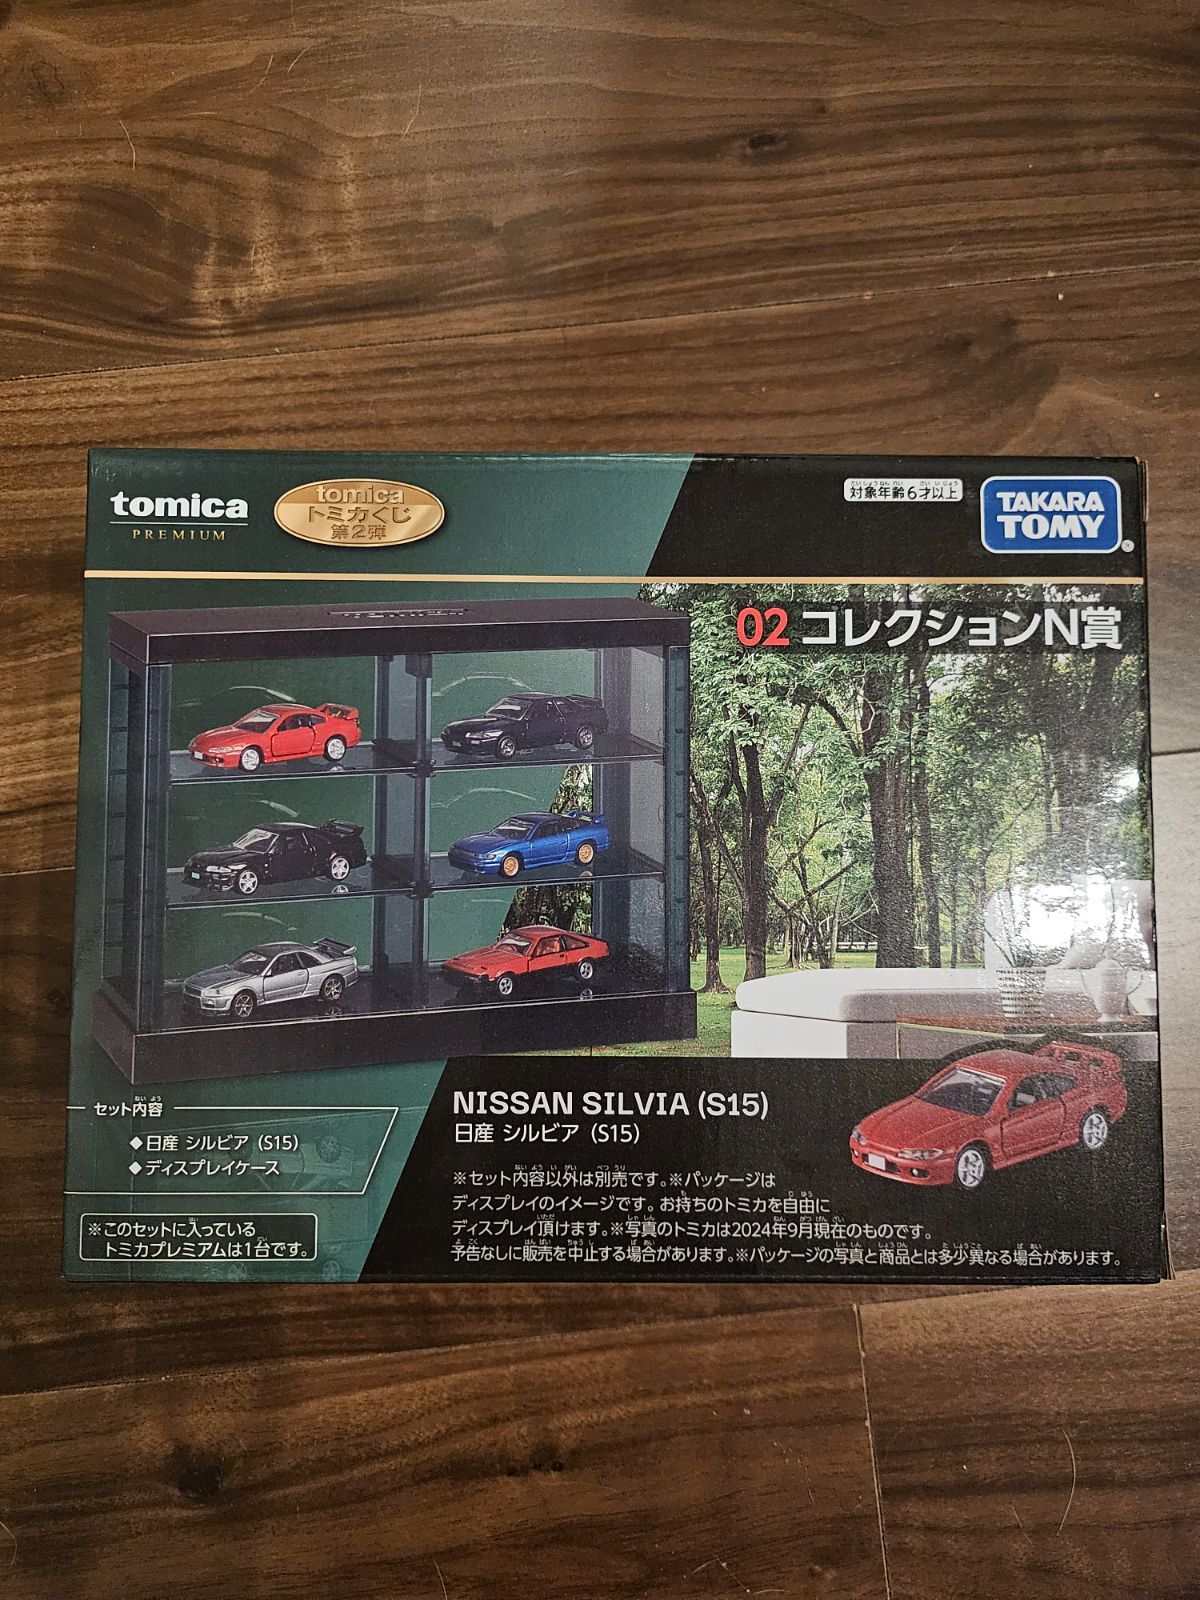 tomica
PREMIUM
tomica
トミカくじ
第2弾
対象年齢6才以上
TAKARA
TOMY
02 コレクションN賞
セット内容
◆日産 シルビア (S15)
◆ディスプレイケース
※このセットに入っている
トミカプレミアムは1台です。
NISSAN SILVIA (S15)
日産 シルビア (S15)
※セット内容以外は別売です。※パッケージは
ディスプレイのイメージです。お持ちのトミカを自由に
ディスプレイ頂けます。※写真のトミカは2024年9月現在のものです。
予告なしに販売を中止する場合があります。※パッケージの写真と商品とは多少異なる場合があります。